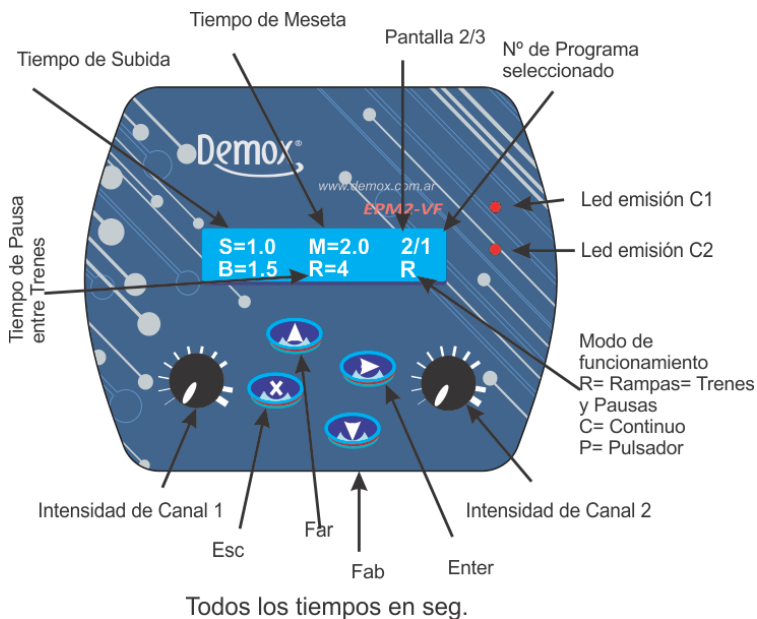 Tiempo de Meseta
Pantalla 2/3
Nº de Programa
seleccionado
Tiempo de Subida
Demox®
www.demox.com.ar
EPM2-VF
Led emisión C1
Led emisión C2
S=1.0 M=2.0 2/1
B=1.5 R=4 R
Tiempo de Pausa
entre Trenes
Modo de
funcionamiento
R= Rampas= Trenes
y Pausas
C= Continuo
P= Pulsador
X
Intensidad de Canal 1
Intensidad de Canal 2
Far
Esc
Fab
Enter
Todos los tiempos en seg.